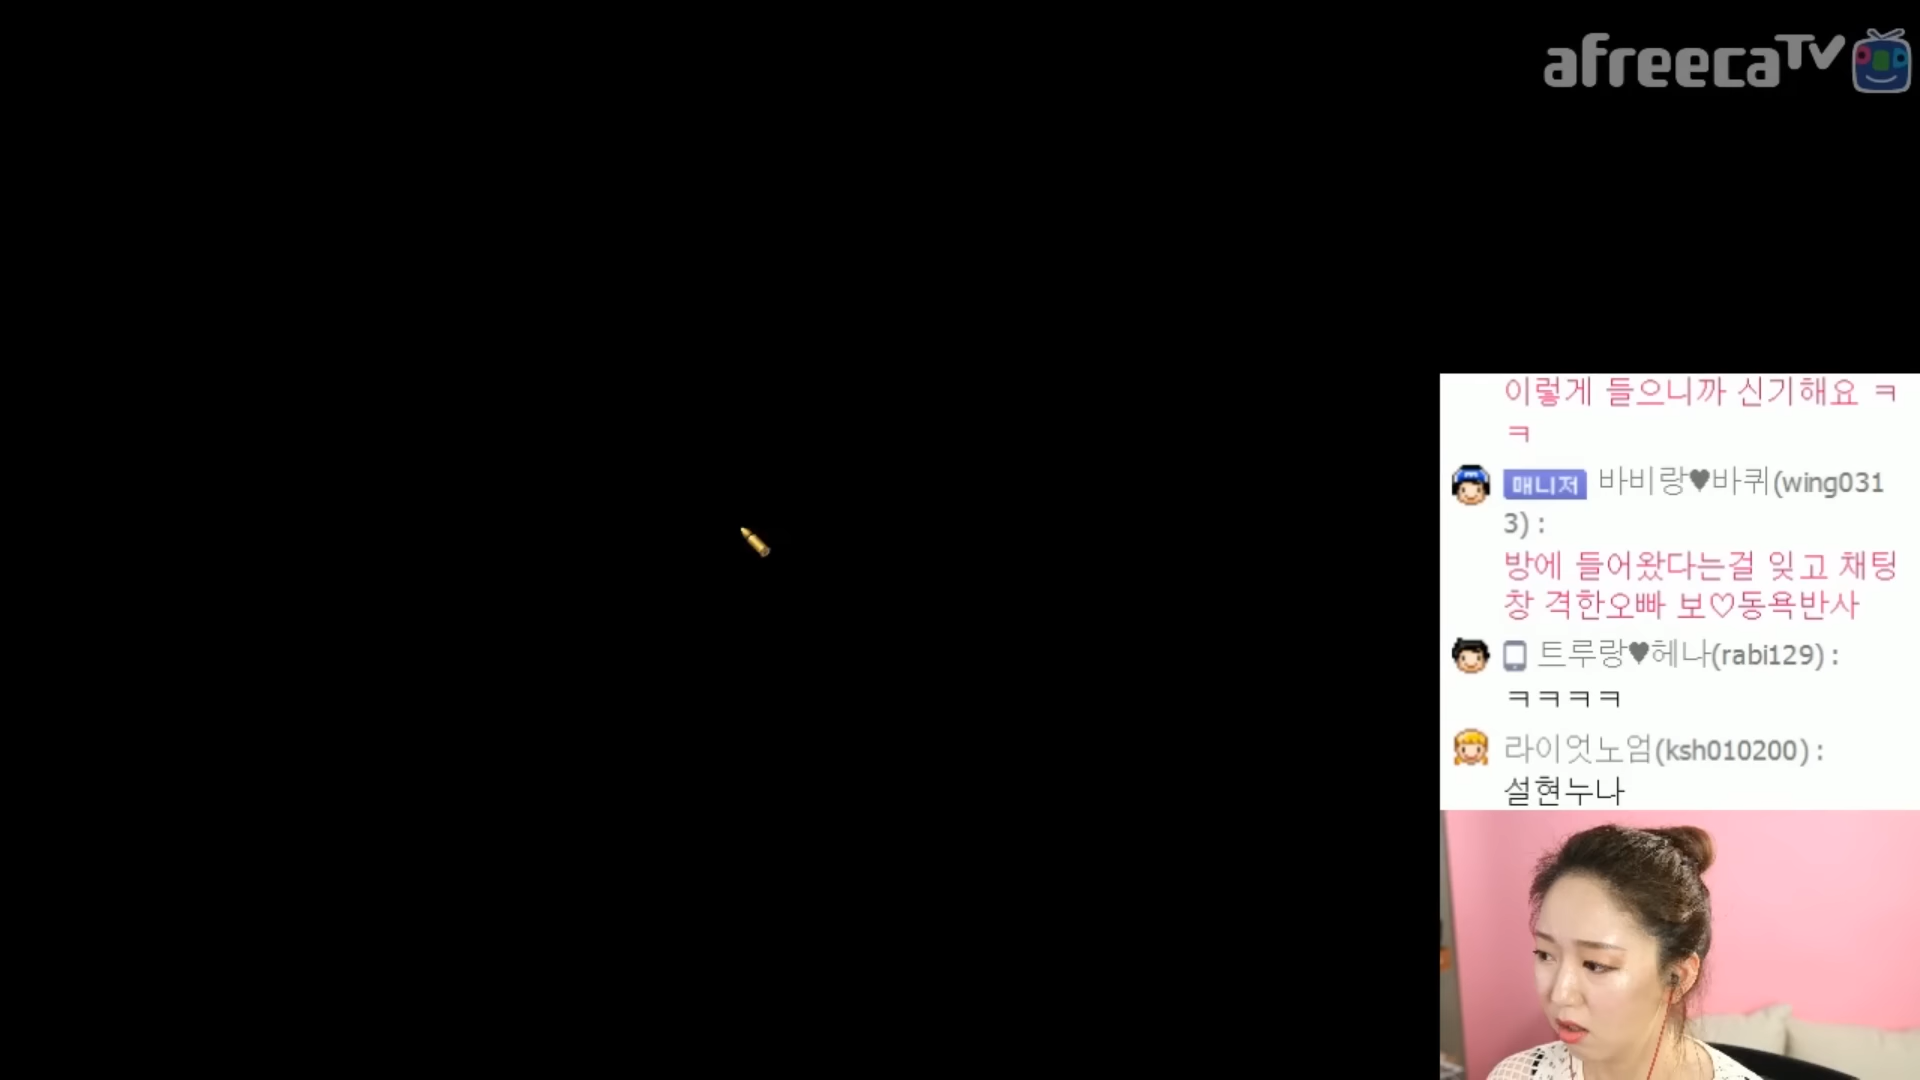 afreecaTV
이렇게 들으니까 신기해요 ㅋ
ㅋ
매니저 바비랑♥바퀴(wing031
3) :
방에 들어왔다는걸 잊고 채팅
창 격한오빠 보♡동욕반사
트루랑♥헤나(rabi129) :
ㅋㅋㅋㅋ
라이엇노엄(ksh010200) :
설현누나